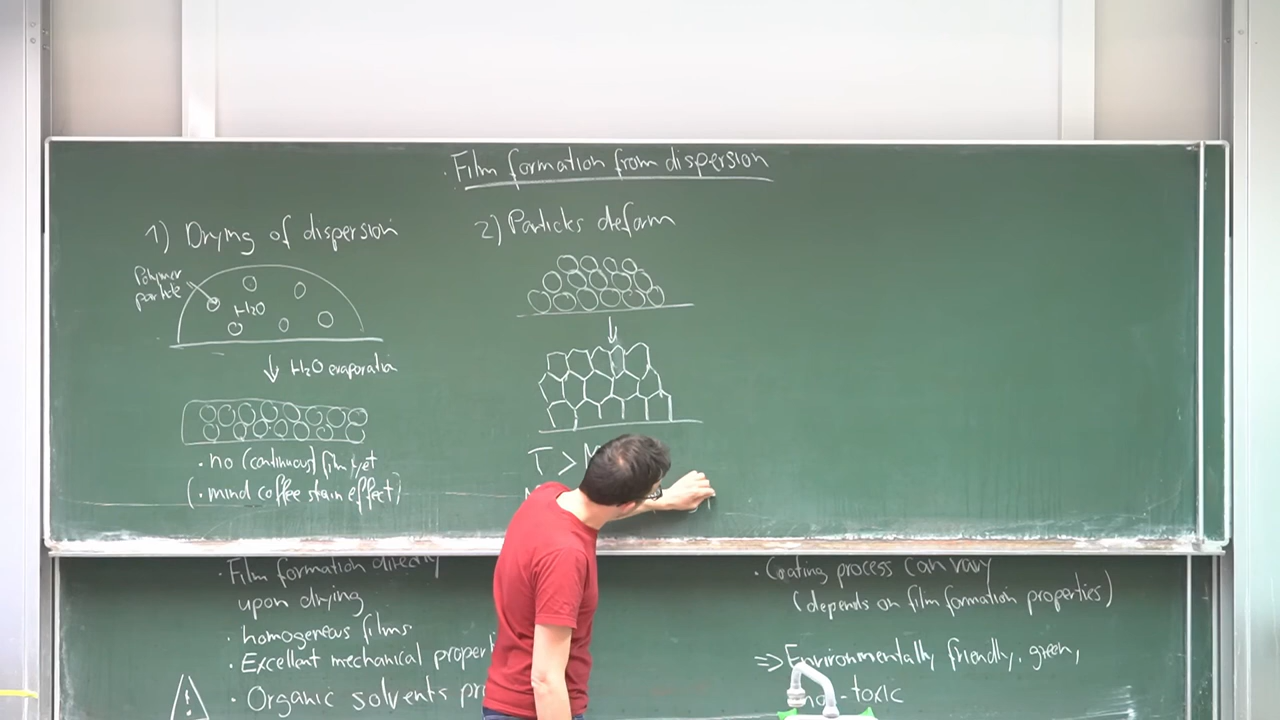 · Film formation from dispersion
1) Drying of dispersion
Polymer
particle
H2O
↓ H2O evaporation
· no (continuous) film yet
(· mind coffee stain effect)
2) Particles deform
T > M
M
· Film formation directly
upon drying
· homogeneous films
· Excellent mechanical proper
! · Organic solvents pr
· Coating process can vary
(depends on film formation properties)
=> Environmentally friendly, green,
-toxic